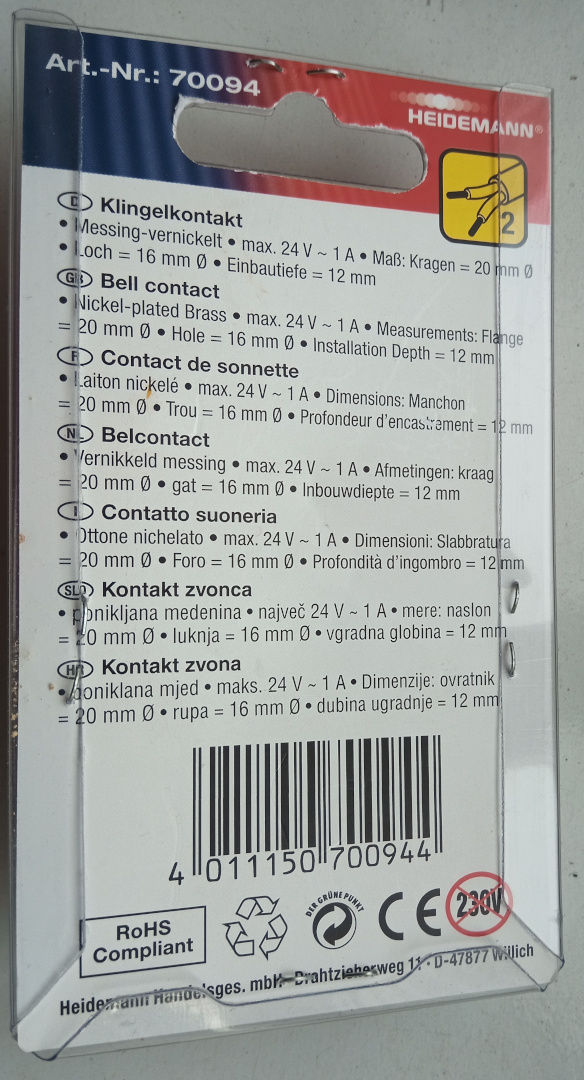 Art.-Nr.: 70094
HEIDEMANN®
2
D Klingelkontakt
• Messing-vernickelt • max. 24 V ~ 1 A • Maß: Kragen = 20 mm Ø
• Loch = 16 mm Ø • Einbautiefe = 12 mm
GB Bell contact
• Nickel-plated Brass • max. 24 V ~ 1 A • Measurements: Flange
= 20 mm Ø • Hole = 16 mm Ø • Installation Depth = 12 mm
F Contact de sonnette
• Laiton nickelé • max. 24 V ~ 1 A • Dimensions: Manchon
= 20 mm Ø • Trou = 16 mm Ø • Profondeur d'encastrament = 12 mm
NL Belcontact
• Vernikkeld messing • max. 24 V ~ 1 A • Afmetingen: kraag
= 20 mm Ø • gat = 16 mm Ø • Inbouwdiepte = 12 mm
I Contatto suoneria
• Ottone nichelato • max. 24 V ~ 1 A • Dimensioni: Slabbratura
= 20 mm Ø • Foro = 16 mm Ø • Profondità d'ingombro = 12 mm
SLO Kontakt zvonca
• ponikljana medenina • največ 24 V ~ 1 A • mere: naslon
= 20 mm Ø • luknja = 16 mm Ø • vgradna globina = 12 mm
HR Kontakt zvona
• poniklana mjed • maks. 24 V ~ 1 A • Dimenzije: ovratnik
= 20 mm Ø • rupa = 16 mm Ø • dubina ugradnje = 12 mm
4 011150 700944
RoHS
Compliant
DER GRÜNE PUNKT
CE
230V
Heidemann Handelsges. mbH · Drahtzieherweg 11 · D-47877 Willich